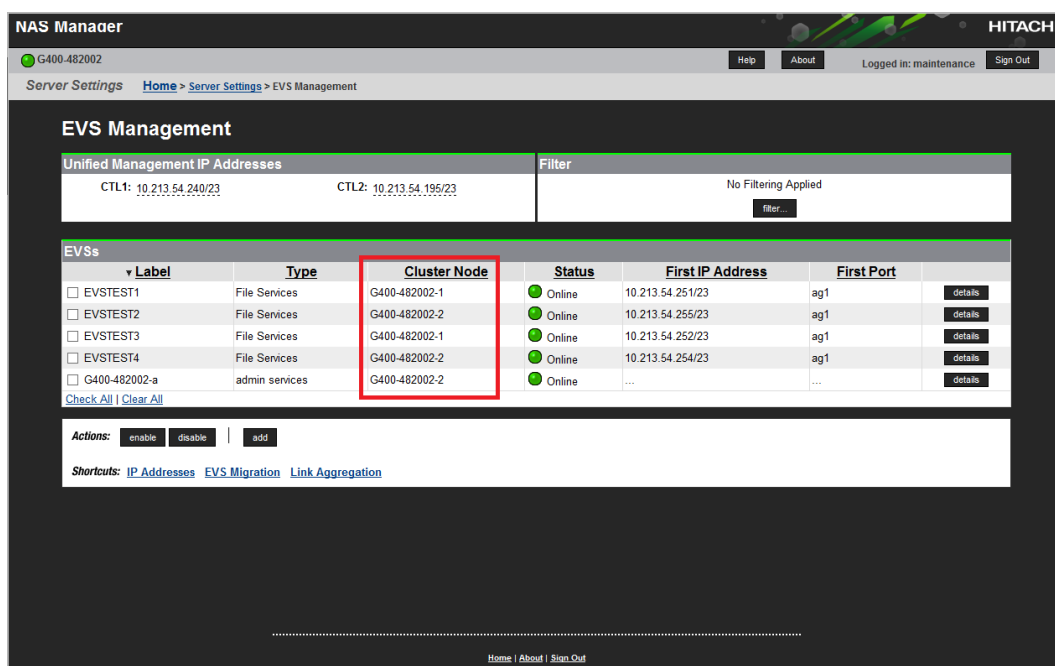 NAS Manager HITACH
G400-482002 Help About Logged in: maintenance Sign Out
Server Settings Home > Server Settings > EVS Management
EVS Management
Unified Management IP Addresses Filter
CTL1: 10.213.54.240/23 CTL2: 10.213.54.195/23 No Filtering Applied
filter...
EVSs
▼ Label Type Cluster Node Status First IP Address First Port
EVSTEST1 File Services G400-482002-1 Online 10.213.54.251/23 ag1 details
EVSTEST2 File Services G400-482002-2 Online 10.213.54.255/23 ag1 details
EVSTEST3 File Services G400-482002-1 Online 10.213.54.252/23 ag1 details
EVSTEST4 File Services G400-482002-2 Online 10.213.54.254/23 ag1 details
G400-482002-a admin services G400-482002-2 Online ... ... details
Check All | Clear All
Actions: enable disable | add
Shortcuts: IP Addresses EVS Migration Link Aggregation
Home | About | Sign Out